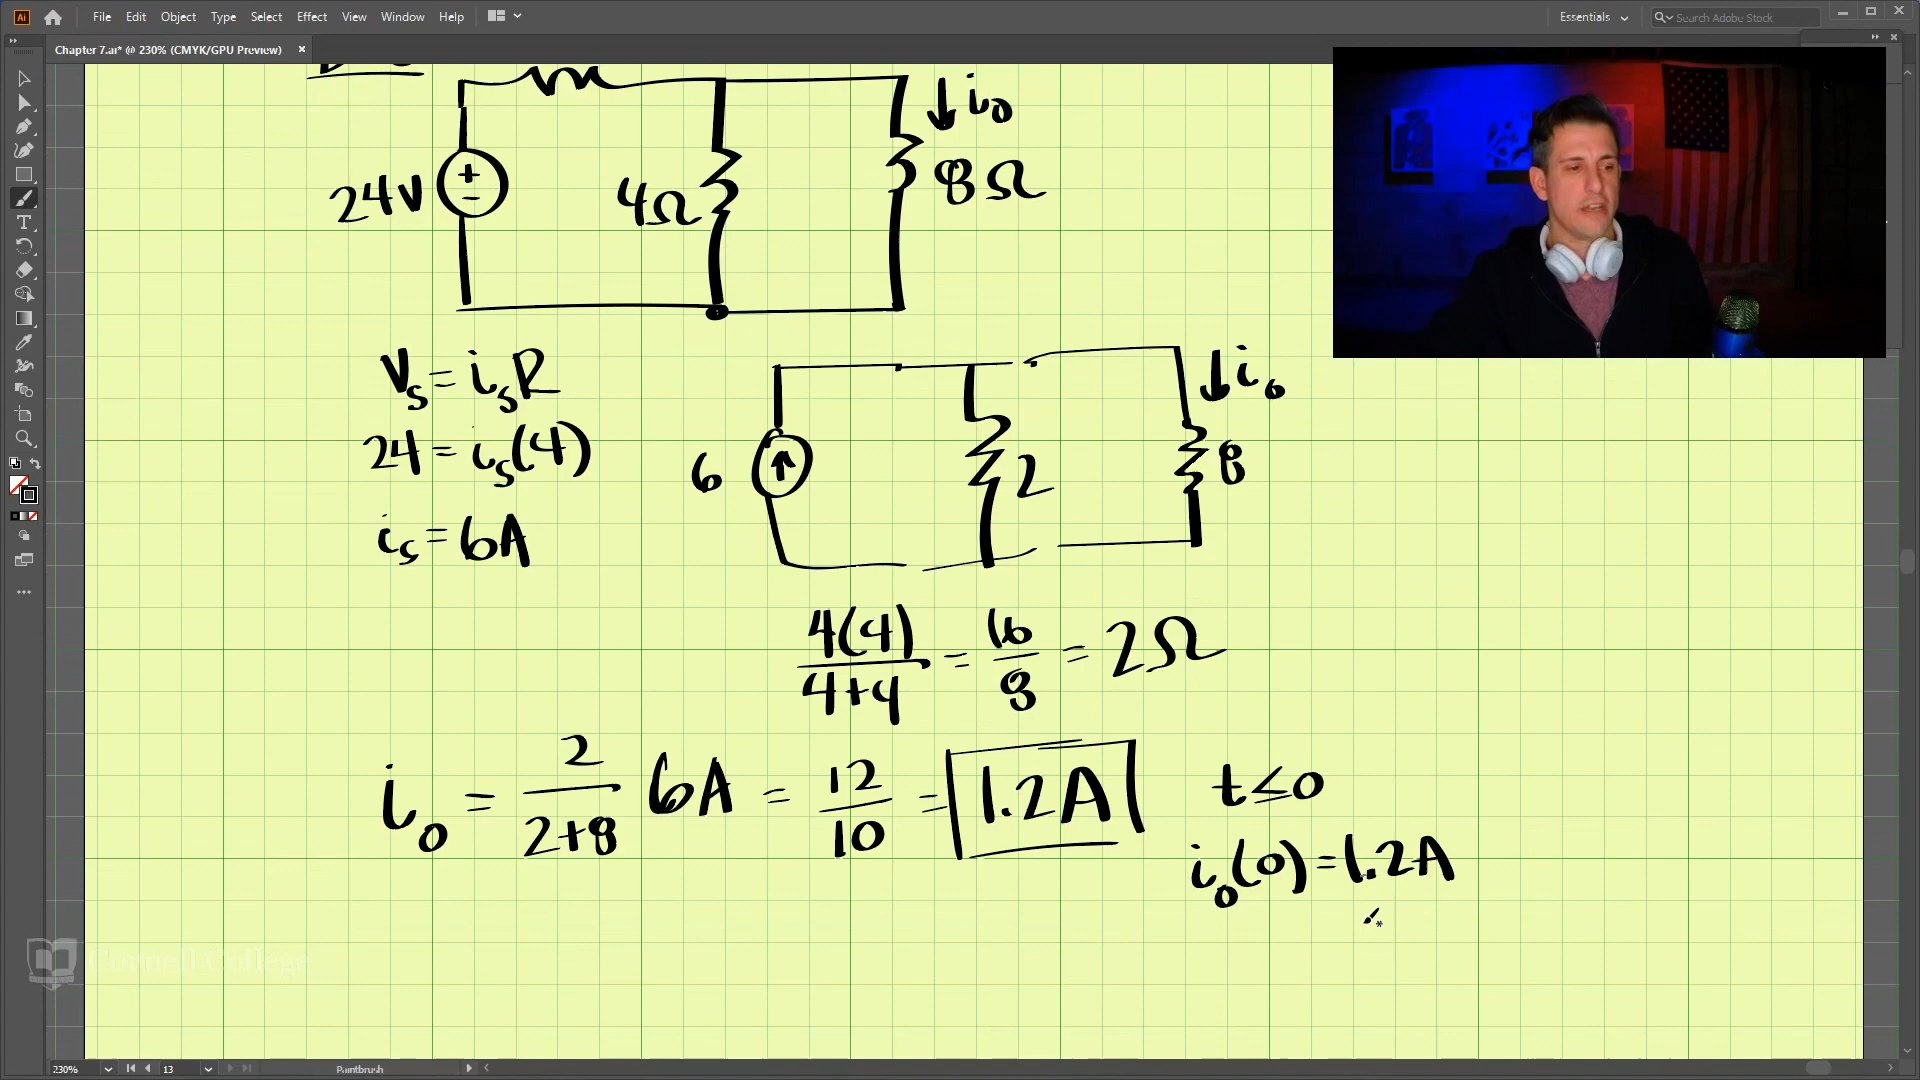 File Edit Object Type Select Effect View Window Help
Essentials
Search Adobe Stock
Chapter 7.ai* @ 230% (CMYK/GPU Preview)
↓ i₀
24V
+
-
4Ω
8Ω
Vₛ = iₛR
24 = iₛ(4)
iₛ = 6A
6
2
8
↓ i₀
4(4)/4+4 = 16/8 = 2Ω
i₀ = 2/2+8 6A = 12/10 = 1.2A
t ≤ 0
i₀(0) = 1.2A
Cornell College
230%
13
Paintbrush